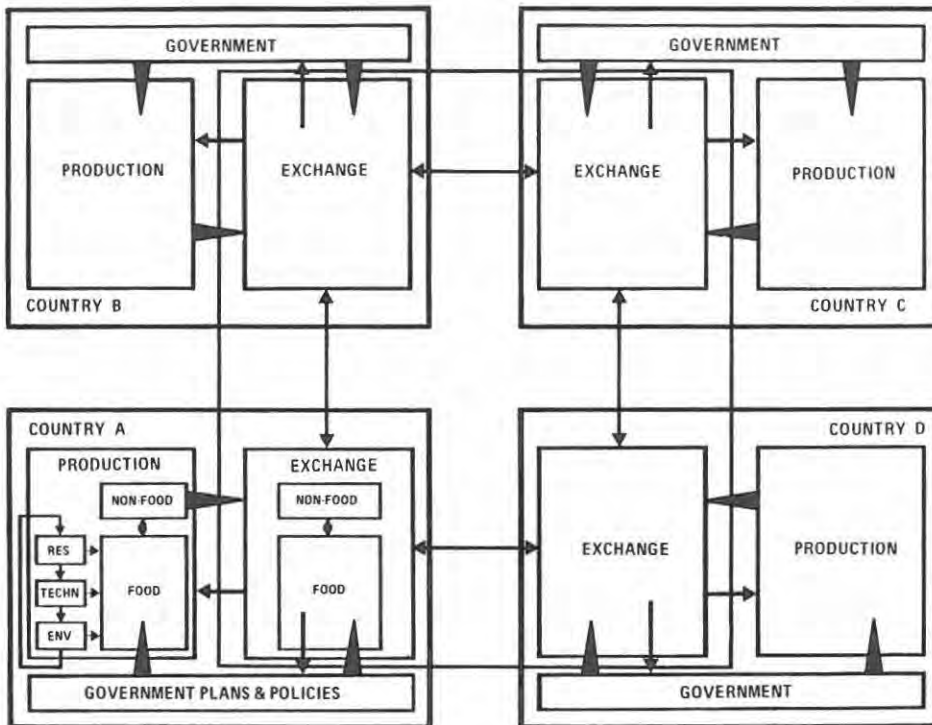 GOVERNMENT
PRODUCTION
EXCHANGE
COUNTRY B
GOVERNMENT
EXCHANGE
PRODUCTION
COUNTRY C
COUNTRY A
PRODUCTION
NON-FOOD
RES
TECHN
ENV
FOOD
EXCHANGE
NON-FOOD
FOOD
GOVERNMENT PLANS & POLICIES
COUNTRY D
EXCHANGE
PRODUCTION
GOVERNMENT